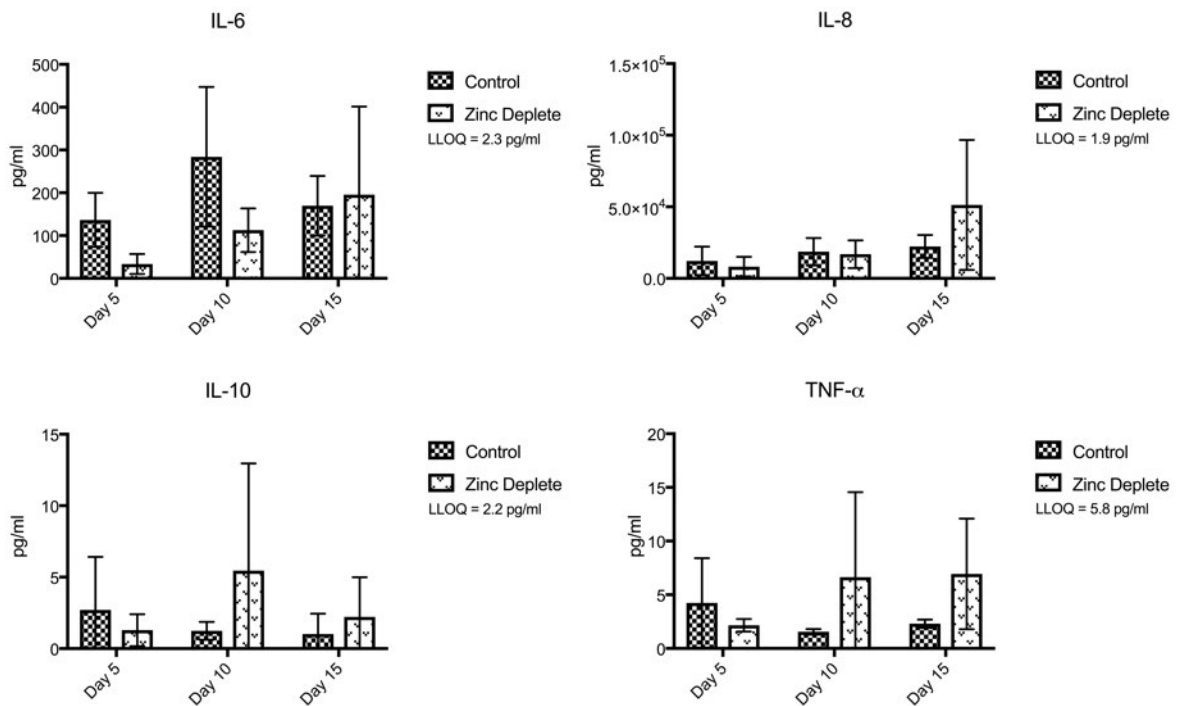 IL-6
500
400
300
200
100
0
pg/ml
Day 5
Day 10
Day 15
Control
Zinc Deplete
LLOQ = 2.3 pg/ml
IL-8
1.5×10⁵
1.0×10⁵
5.0×10⁴
0.0
pg/ml
Day 5
Day 10
Day 15
Control
Zinc Deplete
LLOQ = 1.9 pg/ml
IL-10
15
10
5
0
pg/ml
Day 5
Day 10
Day 15
Control
Zinc Deplete
LLOQ = 2.2 pg/ml
TNF-α
20
15
10
5
0
pg/ml
Day 5
Day 10
Day 15
Control
Zinc Deplete
LLOQ = 5.8 pg/ml